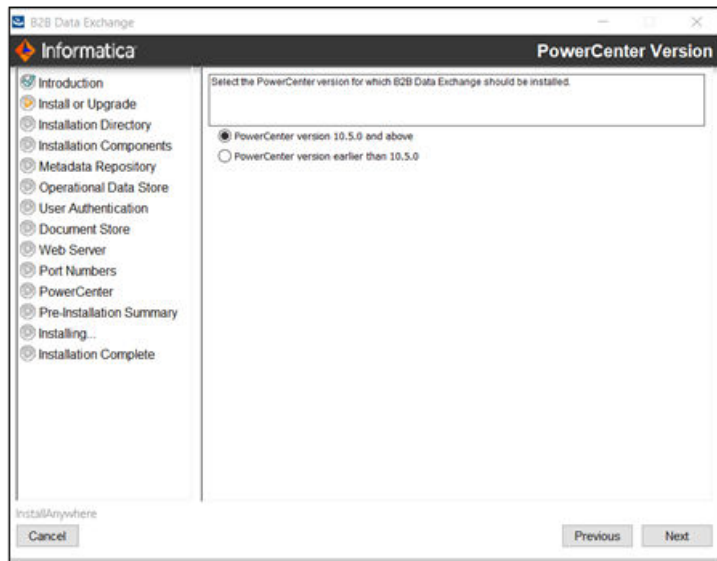 B2B Data Exchange
Informatica
PowerCenter Version
Introduction
Install or Upgrade
Installation Directory
Installation Components
Metadata Repository
Operational Data Store
User Authentication
Document Store
Web Server
Port Numbers
PowerCenter
Pre-Installation Summary
Installing...
Installation Complete
Select the PowerCenter version for which B2B Data Exchange should be installed.
PowerCenter version 10.5.0 and above
PowerCenter version earlier than 10.5.0
InstallAnywhere
Cancel
Previous
Next